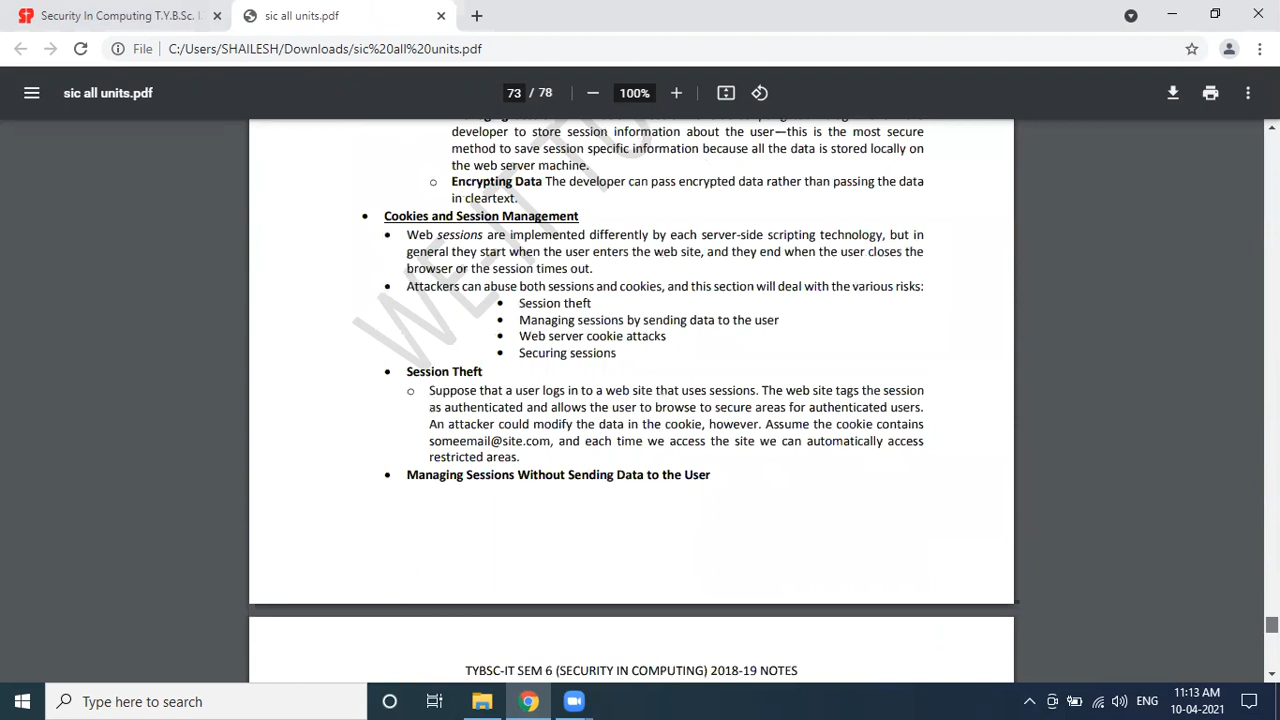 Security In Computing T.Y.B.Sc.
sic all units.pdf
File
C:/Users/SHAILESH/Downloads/sic%20all%20units.pdf
sic all units.pdf
73 / 78
100%
developer to store session information about the user—this is the most secure
method to save session specific information because all the data is stored locally on
the web server machine.
o Encrypting Data The developer can pass encrypted data rather than passing the data
in cleartext.
• Cookies and Session Management
• Web sessions are implemented differently by each server-side scripting technology, but in
general they start when the user enters the web site, and they end when the user closes the
browser or the session times out.
• Attackers can abuse both sessions and cookies, and this section will deal with the various risks:
• Session theft
• Managing sessions by sending data to the user
• Web server cookie attacks
• Securing sessions
• Session Theft
o Suppose that a user logs in to a web site that uses sessions. The web site tags the session
as authenticated and allows the user to browse to secure areas for authenticated users.
An attacker could modify the data in the cookie, however. Assume the cookie contains
someemail@site.com, and each time we access the site we can automatically access
restricted areas.
• Managing Sessions Without Sending Data to the User
WE-IT TU
TYBSC-IT SEM 6 (SECURITY IN COMPUTING) 2018-19 NOTES
Type here to search
ENG
11:13 AM
10-04-2021